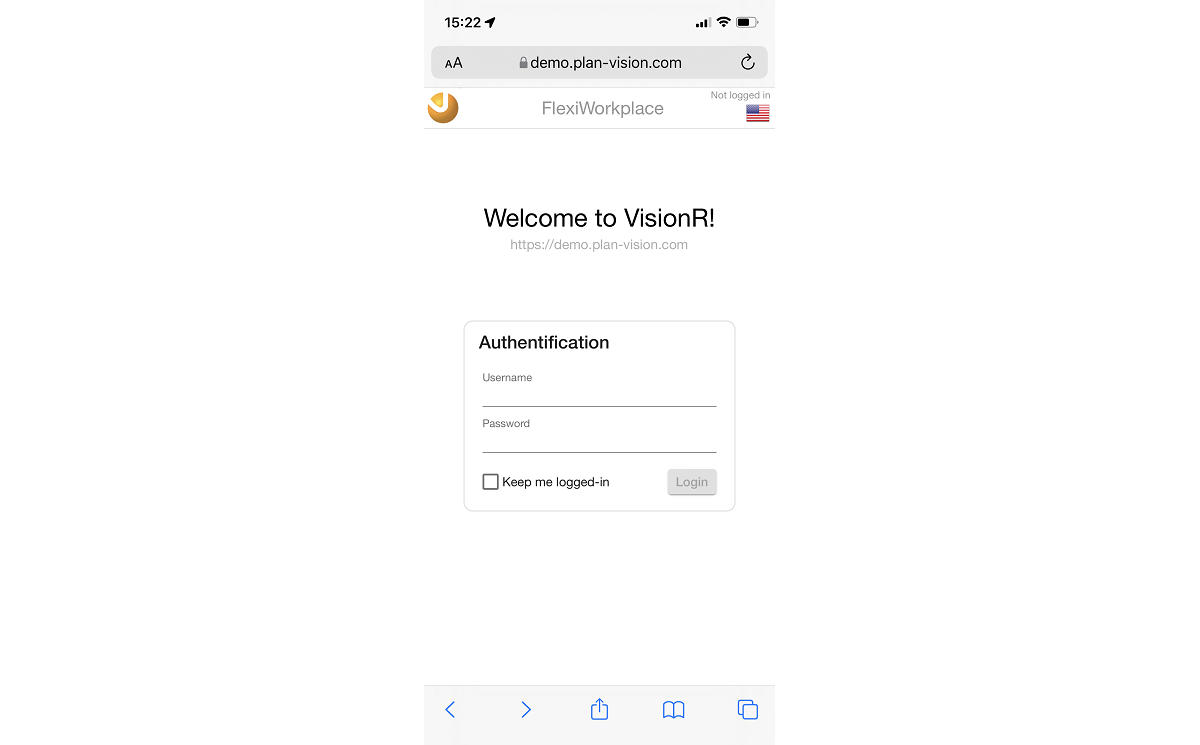 15:22
AA demo.plan-vision.com
Not logged in
FlexiWorkplace
Welcome to VisionR!
https://demo.plan-vision.com
Authentification
Username
Password
Keep me logged-in Login